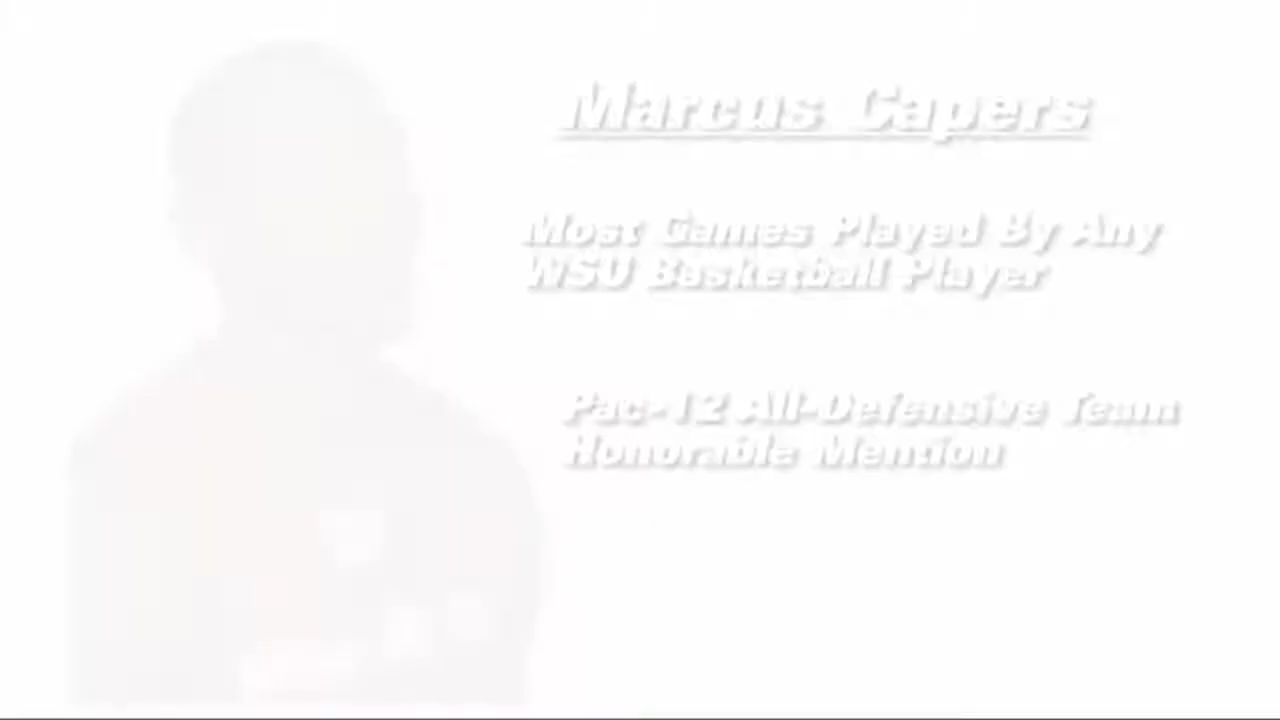 Marcus Capers
Most Games Played By Any
WSU Basketball Player
Pac-12 All-Defensive Team
Honorable Mention